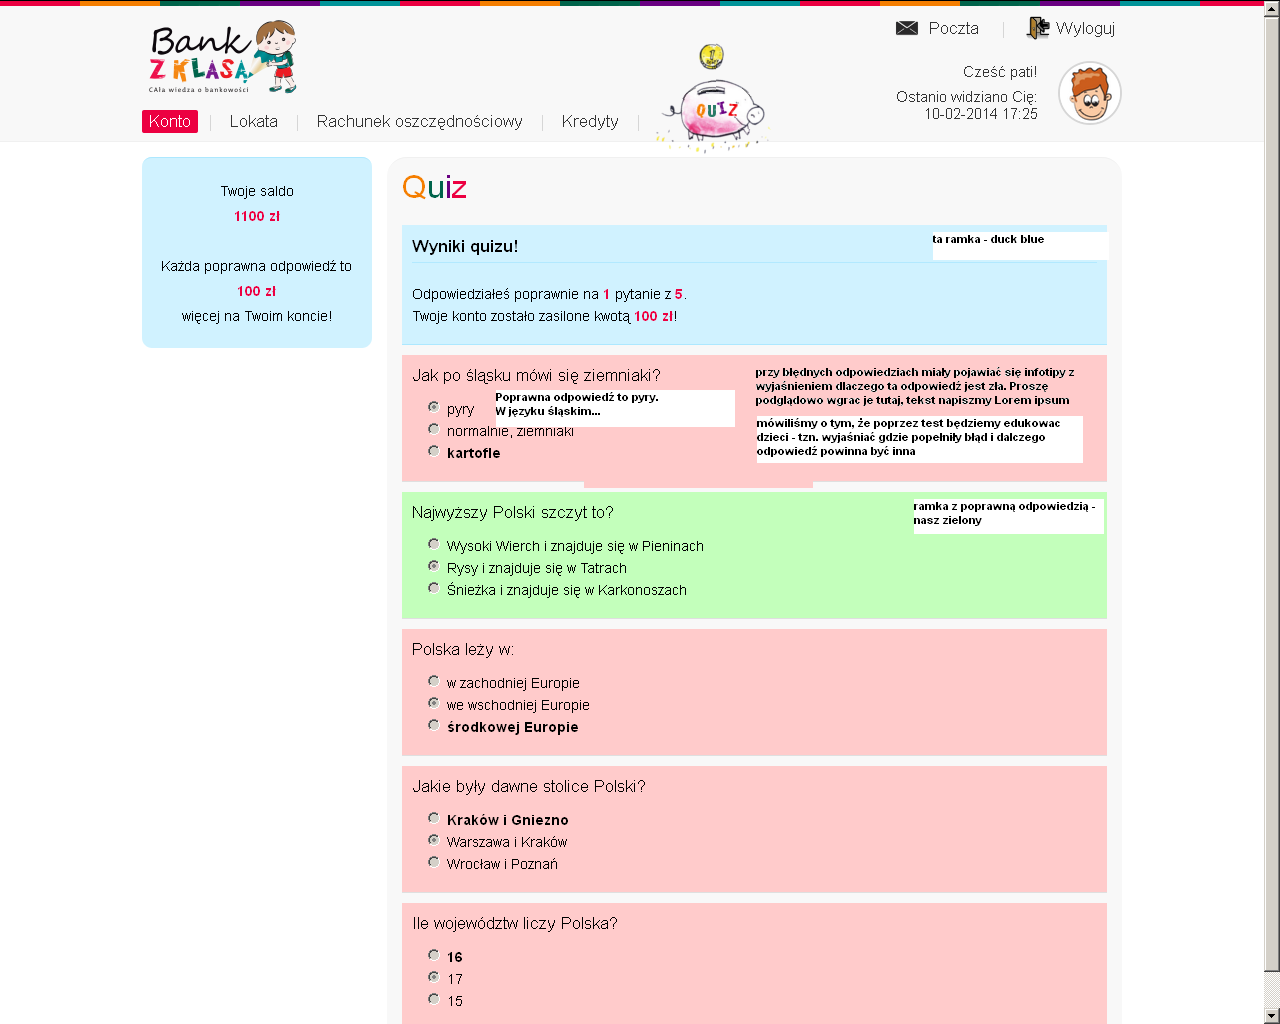 Bank
Z KLASĄ
CAła wiedza o bankowości
Poczta
Wyloguj
Cześć pati!
Ostanio widziano Cię:
10-02-2014 17:25
1
QUIZ
Konto
Lokata
Rachunek oszczędnościowy
Kredyty
Twoje saldo
1100 zł
Każda poprawna odpowiedź to
100 zł
więcej na Twoim koncie!
Quiz
Wyniki quizu!
ta ramka - duck blue
Odpowiedziałeś poprawnie na 1 pytanie z 5.
Twoje konto zostało zasilone kwotą 100 zł!
Jak po śląsku mówi się ziemniaki?
pyry
normalnie, ziemniaki
kartofle
Poprawna odpowiedź to pyry.
W języku śląskim...
przy błędnych odpowiedziach miały pojawiać się infotipy z
wyjaśnieniem dlaczego ta odpowiedź jest zła. Proszę
podglądowo wgrac je tutaj, tekst napiszmy Lorem ipsum
mówiliśmy o tym, że poprzez test będziemy edukowac
dzieci - tzn. wyjaśniać gdzie popełniły błąd i dalczego
odpowiedź powinna być inna
Najwyższy Polski szczyt to?
Wysoki Wierch i znajduje się w Pieninach
Rysy i znajduje się w Tatrach
Śnieżka i znajduje się w Karkonoszach
ramka z poprawną odpowiedzią -
nasz zielony
Polska leży w:
w zachodniej Europie
we wschodniej Europie
środkowej Europie
Jakie były dawne stolice Polski?
Kraków i Gniezno
Warszawa i Kraków
Wrocław i Poznań
Ile województw liczy Polska?
16
17
15